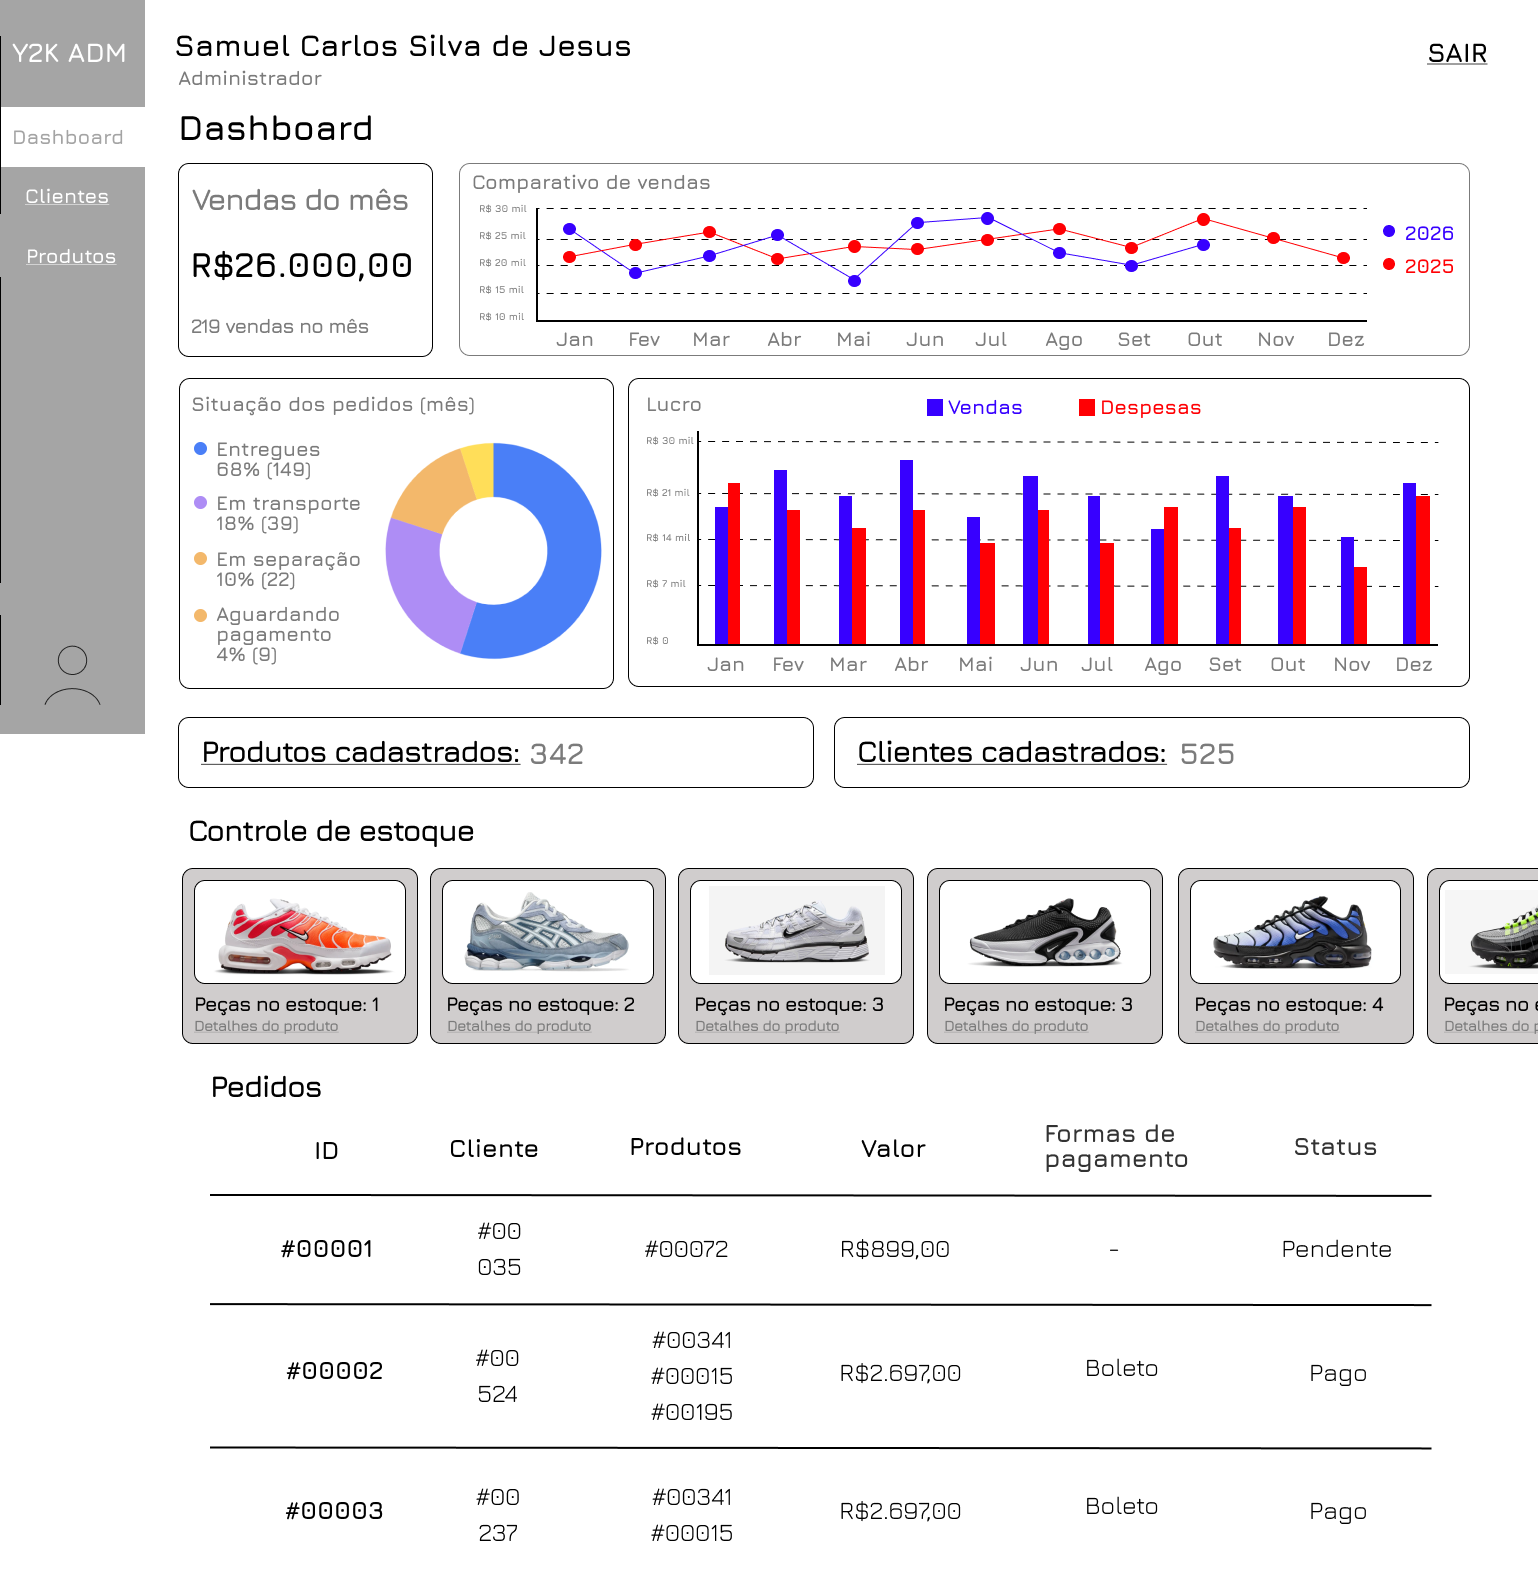 Y2K ADM
Samuel Carlos Silva de Jesus
SAIR
Administrador
Dashboard
Dashboard
Clientes
Produtos
Vendas do mês
R$26.000,00
219 vendas no mês
Comparativo de vendas
R$ 30 mil
R$ 25 mil
R$ 20 mil
R$ 15 mil
R$ 10 mil
Jan Fev Mar Abr Mai Jun Jul Ago Set Out Nov Dez
2026
2025
Situação dos pedidos (mês)
Entregues
68% (149)
Em transporte
18% (39)
Em separação
10% (22)
Aguardando
pagamento
4% (9)
Lucro
Vendas
Despesas
R$ 30 mil
R$ 21 mil
R$ 14 mil
R$ 7 mil
R$ 0
Jan Fev Mar Abr Mai Jun Jul Ago Set Out Nov Dez
Produtos cadastrados: 342
Clientes cadastrados: 525
Controle de estoque
Peças no estoque: 1
Detalhes do produto
Peças no estoque: 2
Detalhes do produto
Peças no estoque: 3
Detalhes do produto
Peças no estoque: 3
Detalhes do produto
Peças no estoque: 4
Detalhes do produto
Peças no
Detalhes do
Pedidos
ID Cliente Produtos Valor Formas de pagamento Status
#00001
#00
035
#00072
R$899,00
-
Pendente
#00002
#00
524
#00341
#00015
#00195
R$2.697,00
Boleto
Pago
#00003
#00
237
#00341
#00015
R$2.697,00
Boleto
Pago